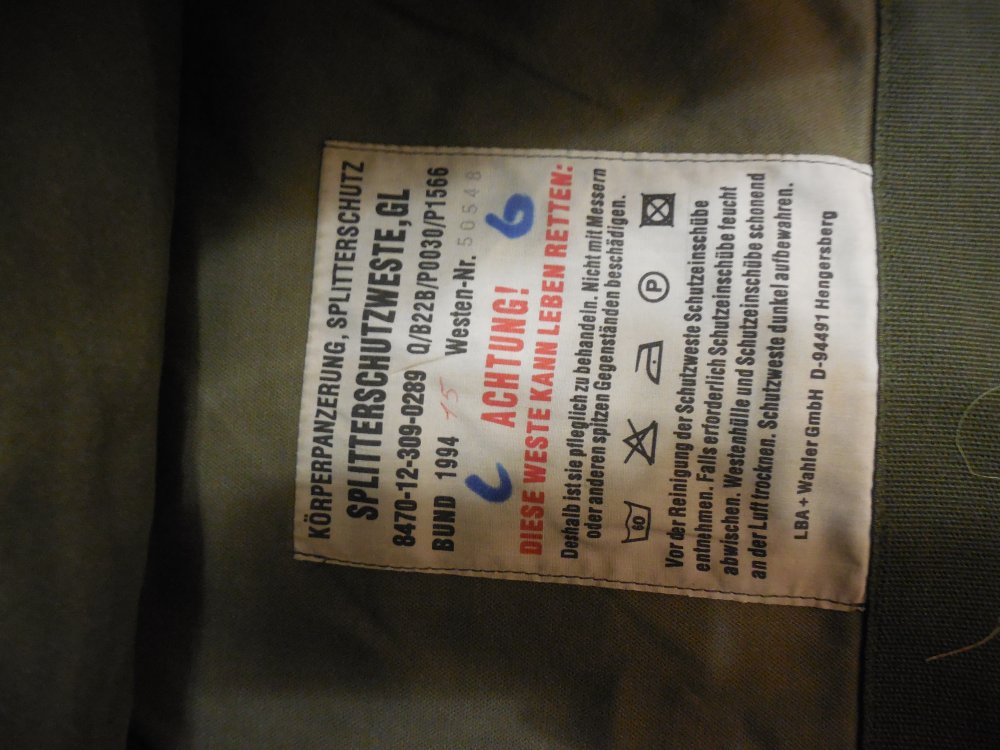 KÖRPERPANZERUNG, SPLITTERSCHUTZ
SPLITTERSCHUTZWESTE,GL
8470-12-309-0289 Q/B22B/P0030/P1566
BUND 1994 Westen-Nr. 50548
L 6
ACHTUNG!
DIESE WESTE KANN LEBEN RETTEN:
Dehalb ist sie pfleglich zu behandeln. Nicht mit Messern
oder anderen spitzen Gegenständen beschädigen.
60 P
Vor der Reinigung der Schutzweste Schutzeinschübe
entnehmen. Falls erforderlich Schutzeinschübe feucht
abwischen. Westenhülle und Schutzeinschübe schonend
an der Luft trocknen. Schutzweste dunkel aufbewahren.
LBA + Wahler GmbH D-94491 Hengersberg